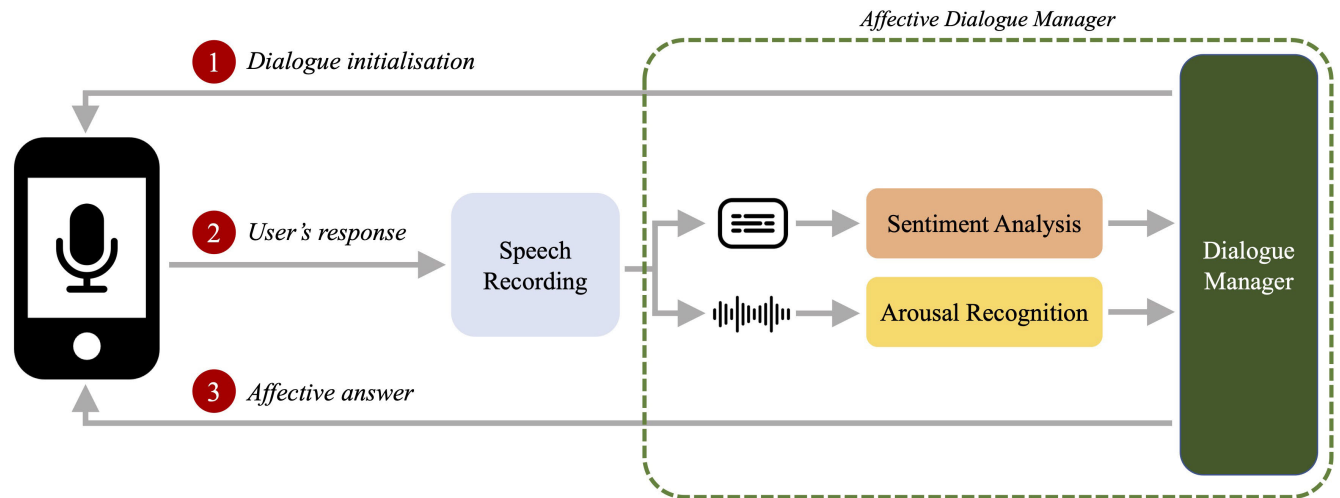 Affective Dialogue Manager
1 Dialogue initialisation
2 User’s response
Speech
Recording
Sentiment Analysis
Arousal Recognition
Dialogue
Manager
3 Affective answer